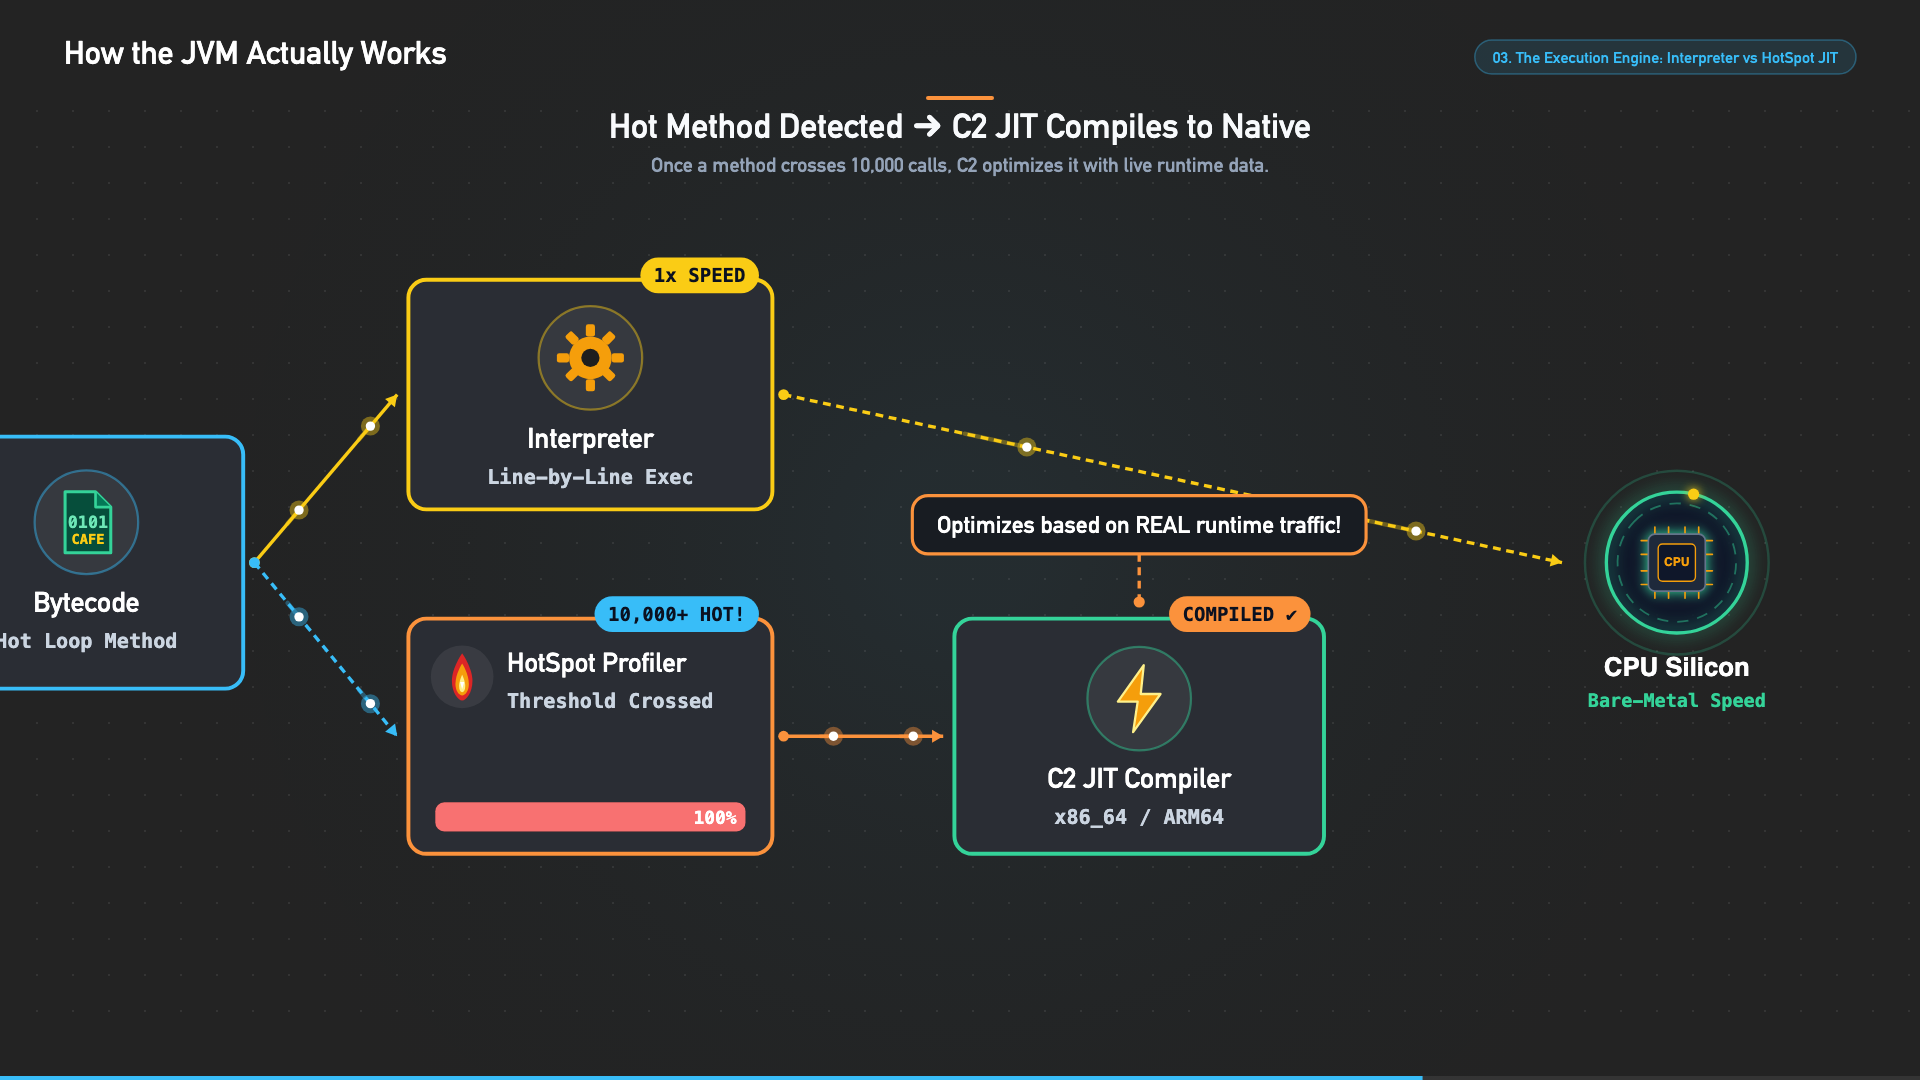 How the JVM Actually Works
03. The Execution Engine: Interpreter vs HotSpot JIT
Hot Method Detected → C2 JIT Compiles to Native
Once a method crosses 10,000 calls, C2 optimizes it with live runtime data.
1x SPEED
Interpreter
Line-by-Line Exec
0101
CAFE
Bytecode
Hot Loop Method
Optimizes based on REAL runtime traffic!
CPU
CPU Silicon
Bare-Metal Speed
10,000+ HOT!
HotSpot Profiler
Threshold Crossed
100%
COMPILED ✔
C2 JIT Compiler
x86_64 / ARM64